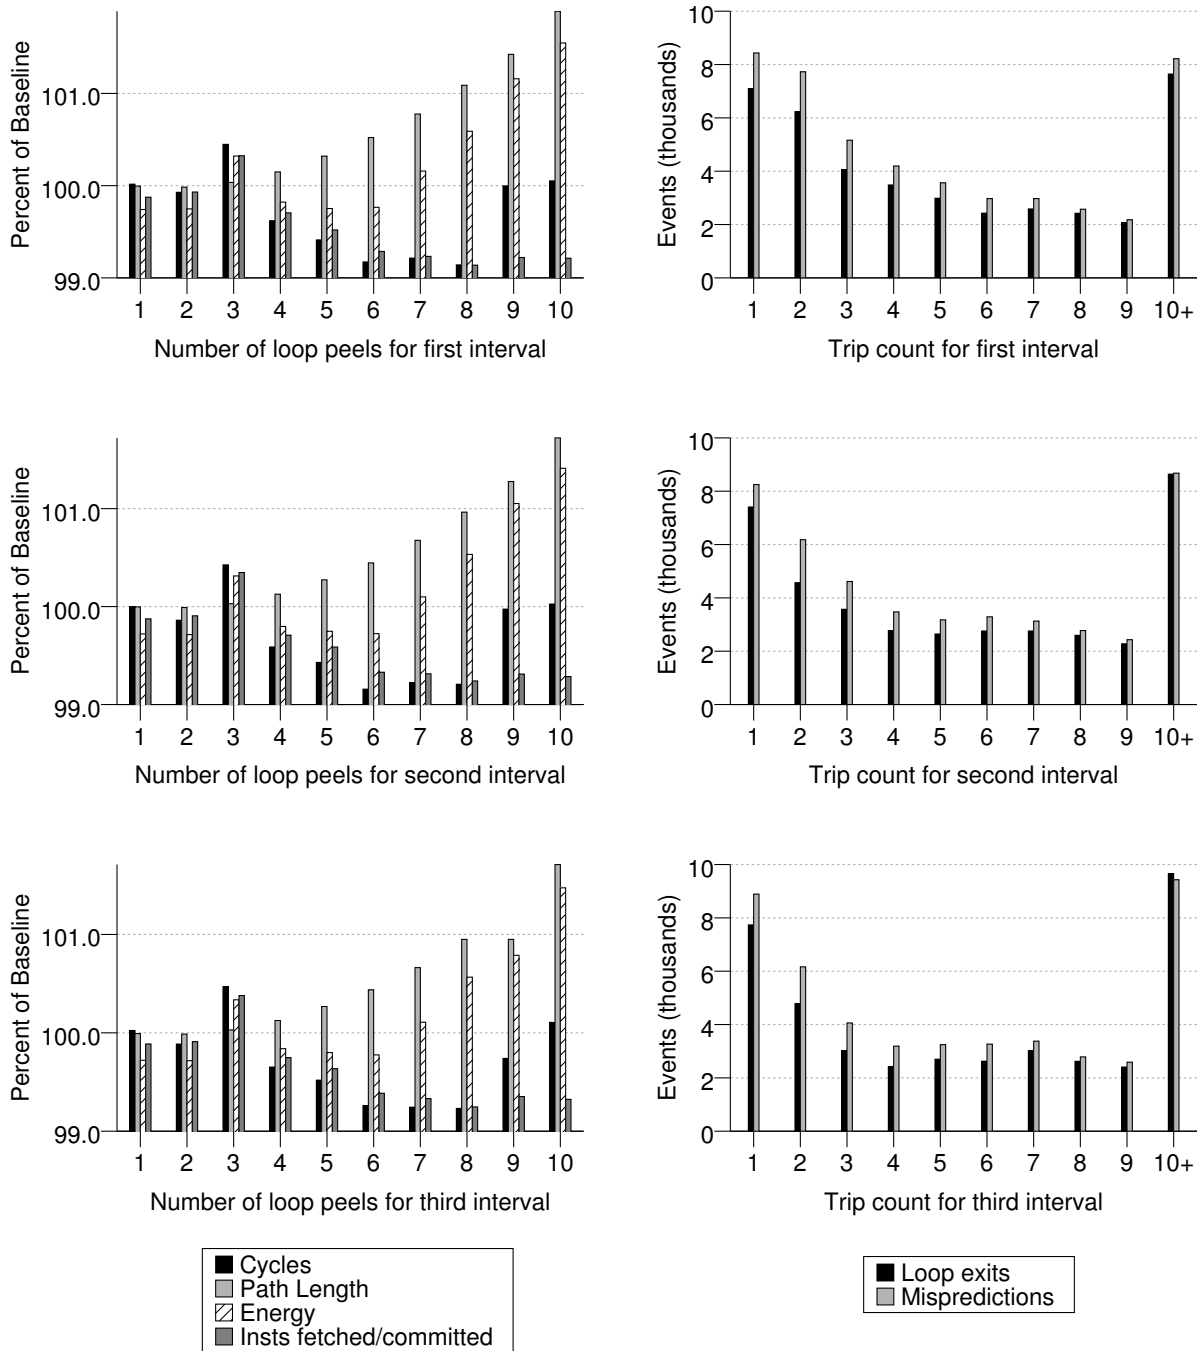 Percent of Baseline
101.0
100.0
99.0
1 2 3 4 5 6 7 8 9 10
Number of loop peels for first interval
Events (thousands)
10
8
6
4
2
0
1 2 3 4 5 6 7 8 9 10+
Trip count for first interval
Percent of Baseline
101.0
100.0
99.0
1 2 3 4 5 6 7 8 9 10
Number of loop peels for second interval
Events (thousands)
10
8
6
4
2
0
1 2 3 4 5 6 7 8 9 10+
Trip count for second interval
Percent of Baseline
101.0
100.0
99.0
1 2 3 4 5 6 7 8 9 10
Number of loop peels for third interval
Events (thousands)
10
8
6
4
2
0
1 2 3 4 5 6 7 8 9 10+
Trip count for third interval
Cycles
Path Length
Energy
Insts fetched/committed
Loop exits
Mispredictions